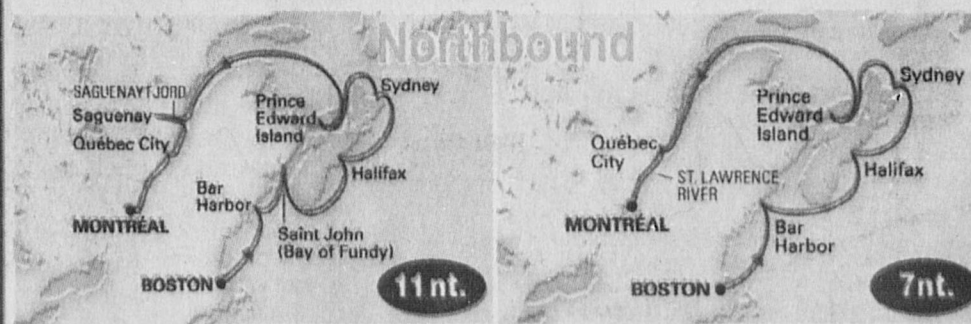 Northbound
SAGUENAY FJORD
Saguenay
Québec City
MONTRÉAL
Prince
Edward
Island
Sydney
Halifax
Bar
Harbor
Saint John
(Bay of Fundy)
BOSTON
11 nt.
Sydney
Prince
Edward
Island
Québec
City
Halifax
ST. LAWRENCE
RIVER
MONTRÉAL
Bar
Harbor
BOSTON
7nt.